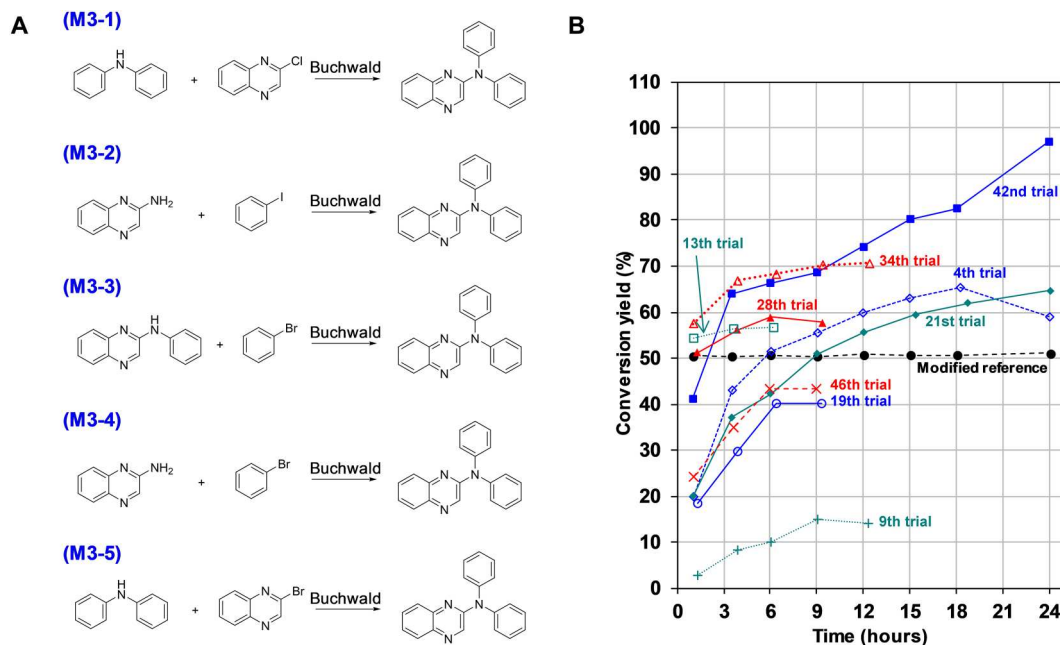 A
(M3-1)
H
N
+
N
Cl
N
Buchwald
N
N
N
(M3-2)
N
NH2
N
+
I
Buchwald
N
N
N
(M3-3)
H
N
N
N
+
Br
Buchwald
N
N
N
(M3-4)
N
NH2
N
+
Br
Buchwald
N
N
N
(M3-5)
H
N
+
N
Br
N
Buchwald
N
N
N
B
Conversion yield (%)
110
100
90
80
70
60
50
40
30
20
10
0
42nd trial
13th trial
34th trial
4th trial
28th trial
21st trial
Modified reference
46th trial
19th trial
9th trial
0 1 3 6 9 12 15 18 21 24
Time (hours)